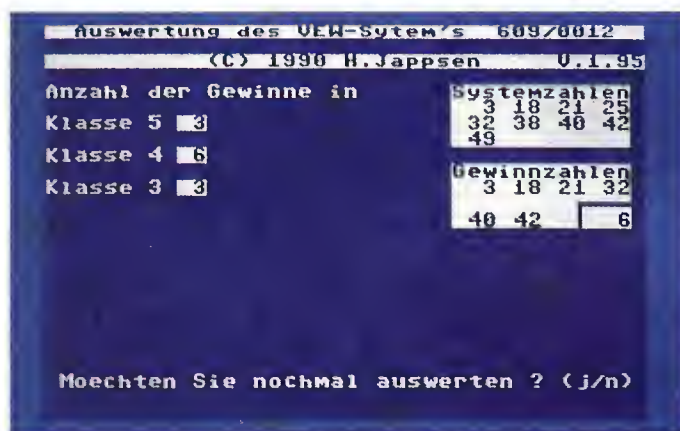 Auswertung des VEW-Sytem's 609/0012
(C) 1990 H.Jappsen V.1.95
Anzahl der Gewinne in
Klasse 5 3
Klasse 4 6
Klasse 3 3
Systemzahlen
3 18 21 25
32 38 40 42
49
Gewinnzahlen
3 18 21 32
40 42 6
Moechten Sie nochmal auswerten ? (j/n)